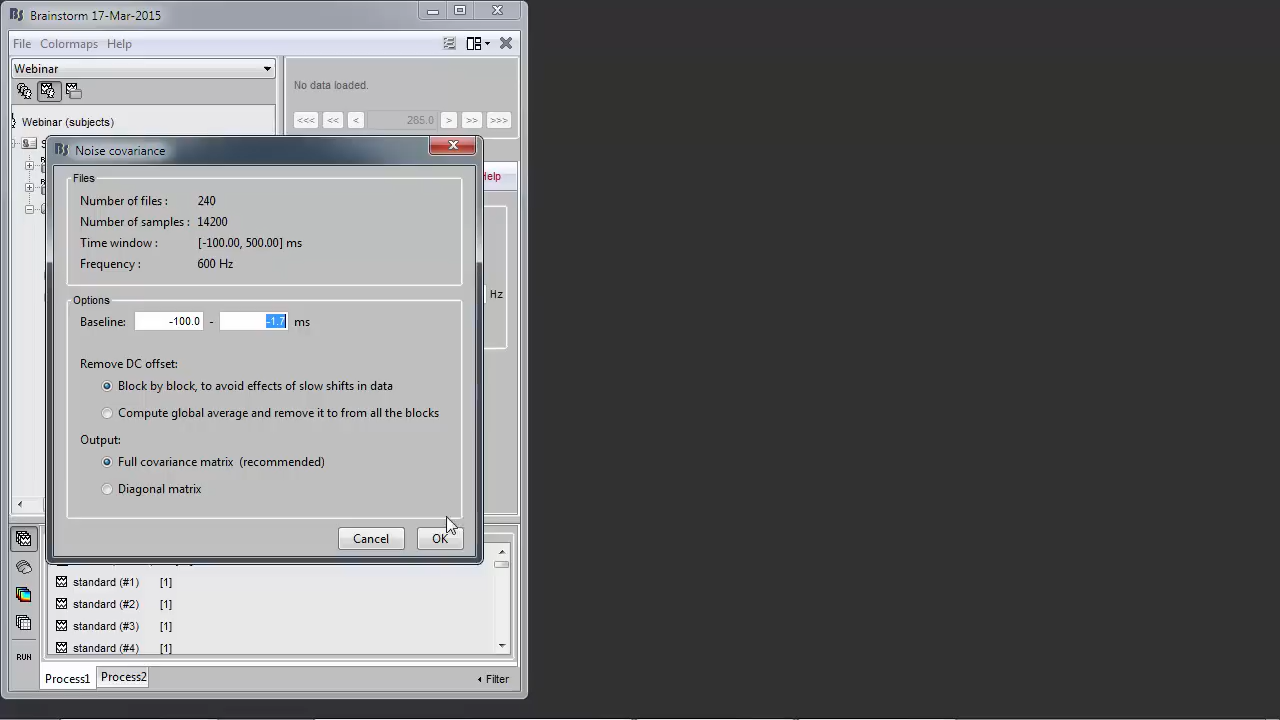 Brainstorm 17-Mar-2015
File Colormaps Help
Webinar
No data loaded.
<<< << < 265.0 > >> >>>
Webinar (subjects)
Noise covariance
Help
Files
Number of files : 240
Number of samples : 14200
Time window : [-100.00, 500.00] ms
Frequency : 600 Hz
Hz
Options
Baseline: -100.0 - -1.7 ms
Remove DC offset:
Block by block, to avoid effects of slow shifts in data
Compute global average and remove it to from all the blocks
Output:
Full covariance matrix (recommended)
Diagonal matrix
Cancel OK
standard (#1) [1]
standard (#2) [1]
standard (#3) [1]
standard (#4) [1]
RUN
Process1 Process2 Filter